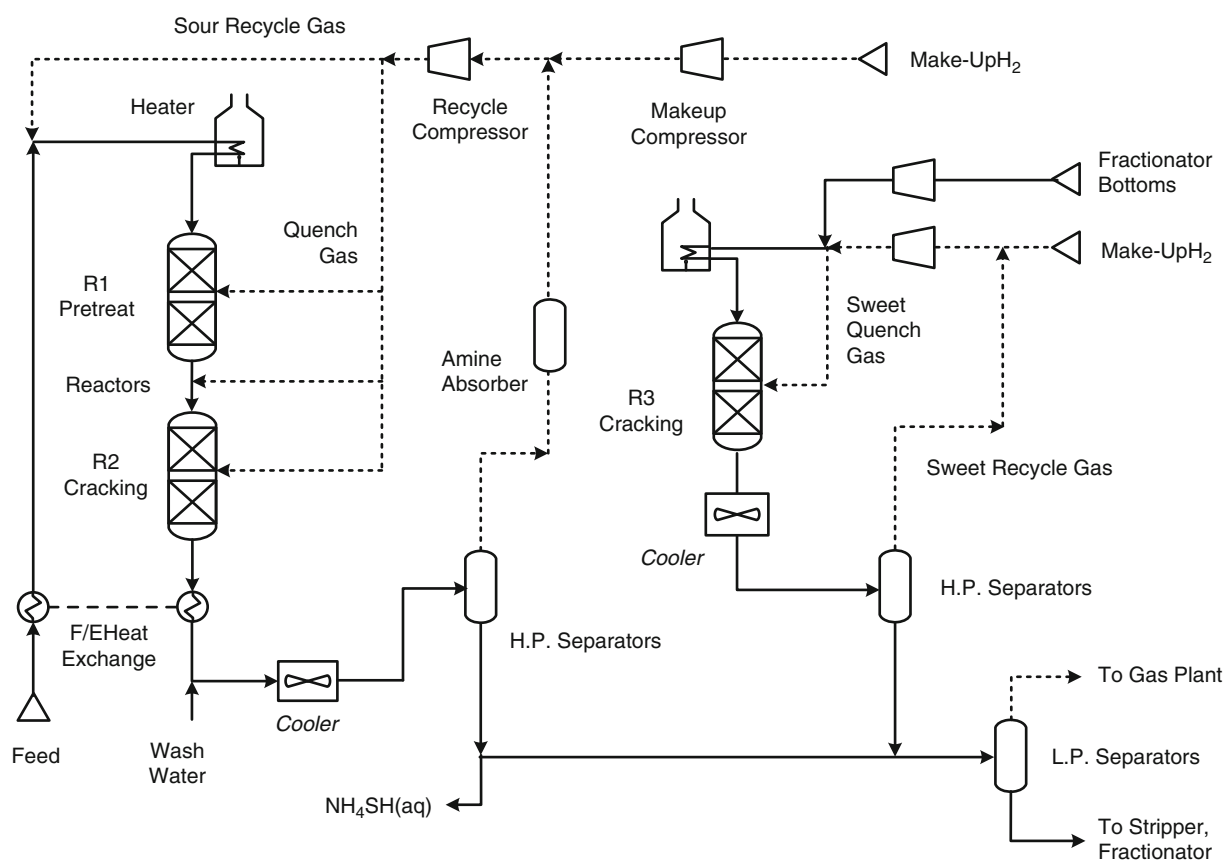 Sour Recycle Gas
Make-UpH₂
Heater
Recycle
Compressor
Makeup
Compressor
Fractionator
Bottoms
Quench
Gas
Make-UpH₂
R1
Pretreat
Sweet
Quench
Gas
Amine
Absorber
Reactors
R3
Cracking
R2
Cracking
Sweet Recycle Gas
Cooler
H.P. Separators
F/EHeat
Exchange
H.P. Separators
To Gas Plant
Cooler
Feed
Wash
Water
L.P. Separators
NH₄SH(aq)
To Stripper,
Fractionator